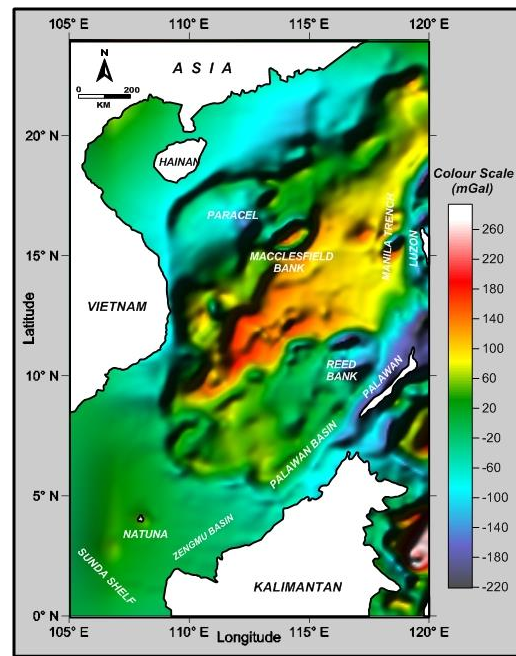 105° E 110° E 115° E 120° E
A S I A
N
0 200
KM
20° N
HAINAN
Colour Scale
(mGal)
PARACEL
MANILA TRENCH
LUZON
260
220
180
140
100
60
20
-20
-60
-100
-140
-180
-220
15° N
MACCLESFIELD
BANK
VIETNAM
Latitude
10° N
REED
BANK
PALAWAN
PALAWAN BASIN
5° N
NATUNA
ZENGMU BASIN
SUNDA SHELF
KALIMANTAN
0° N
105° E 110° E 115° E 120° E
Longitude